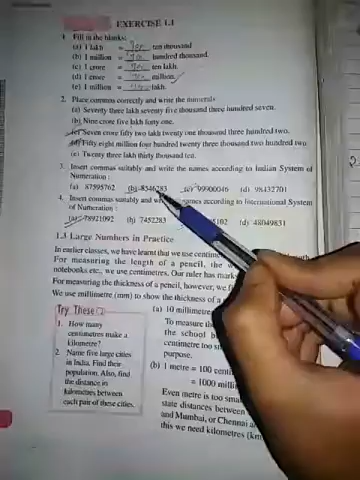 EXERCISE 1.1
1. Fill in the blanks:
(a) 1 lakh = Ten ten thousand
(b) 1 million = Ten hundred thousand.
(c) 1 crore = Ten ten lakh.
(d) 1 crore = Ten million.
(e) 1 million = lakh.
2. Place commas correctly and write the numerals:
(a) Seventy three lakh seventy five thousand three hundred seven.
(b) Nine crore five lakh forty one.
(c) Seven crore fifty two lakh twenty one thousand three hundred two.
(d) Fifty eight million four hundred twenty three thousand two hundred two.
(e) Twenty three lakh thirty thousand ten.
3. Insert commas suitably and write the names according to Indian System of
Numeration :
(a) 87595762 (b) 8546283 (c) 99900046 (d) 98432701
4. Insert commas suitably and write names according to International System
of Numeration :
(a) 78921092 (b) 7452283 (d) 48049831
1.3 Large Numbers in Practice
In earlier classes, we have learnt that we use centim
For measuring the length of a pencil, the
notebooks etc., we use centimetres. Our ruler has mark
For measuring the thickness of a pencil, however, we
We use millimetre (mm) to show the thickness of a
Try These
1. How many
centimetres make a
kilometre?
2. Name five large cities
in India. Find their
population. Also, find
the distance in
kilometres between
each pair of these cities.
(a) 10 millimetre
To measure th
the school b
centimetre too s
purpose.
(b) 1 metre = 100 centi
= 1000 milli
Even metre is too sma
state distances between
and Mumbai, or Chennai a
this we need kilometres (km